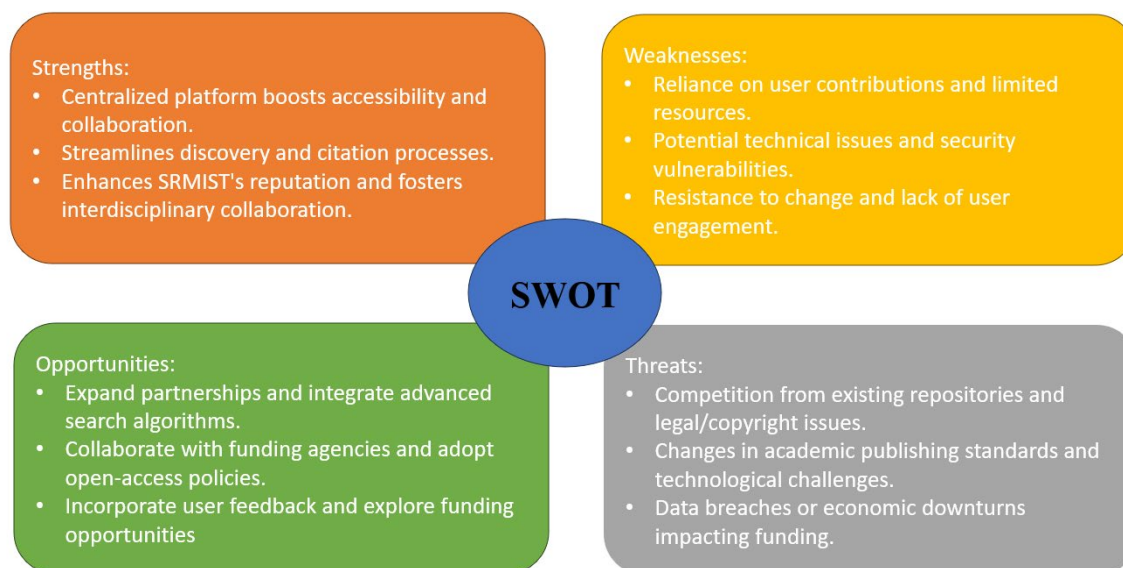 Strengths:
• Centralized platform boosts accessibility and
collaboration.
• Streamlines discovery and citation processes.
• Enhances SRMIST's reputation and fosters
interdisciplinary collaboration.
Weaknesses:
• Reliance on user contributions and limited
resources.
• Potential technical issues and security
vulnerabilities.
• Resistance to change and lack of user
engagement.
SWOT
Opportunities:
• Expand partnerships and integrate advanced
search algorithms.
• Collaborate with funding agencies and adopt
open-access policies.
• Incorporate user feedback and explore funding
opportunities
Threats:
• Competition from existing repositories and
legal/copyright issues.
• Changes in academic publishing standards and
technological challenges.
• Data breaches or economic downturns
impacting funding.